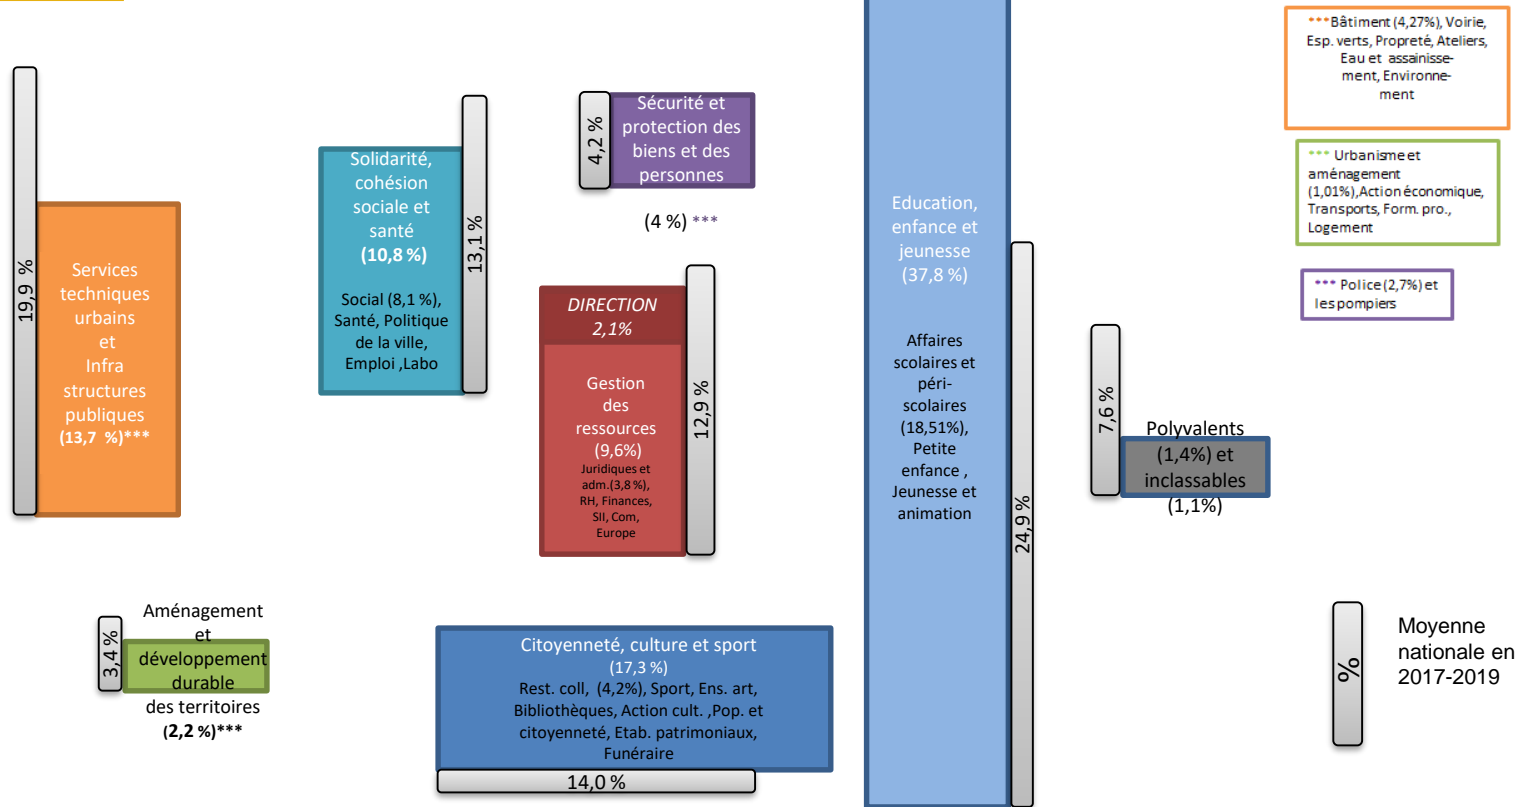 ***Bâtiment (4,27%), Voirie,
Esp. verts, Propreté, Ateliers,
Eau et assainisse-
ment, Environne-
ment
*** Urbanisme et
aménagement
(1,01%),Action économique,
Transports, Form. pro.,
Logement
*** Police (2,7%) et
les pompiers
19,9 %
Services
techniques
urbains
et
Infra
structures
publiques
(13,7 %)***
Solidarité,
cohésion
sociale et
santé
(10,8 %)
Social (8,1 %),
Santé, Politique
de la ville,
Emploi ,Labo
13,1 %
4,2 %
Sécurité et
protection des
biens et des
personnes
(4 %) ***
DIRECTION
2,1%
Gestion
des
ressources
(9,6%)
Juridiques et
adm.(3,8 %),
RH, Finances,
SII, Com,
Europe
12,9 %
Education,
enfance et
jeunesse
(37,8 %)
Affaires
scolaires et
péri-
scolaires
(18,51%),
Petite
enfance ,
Jeunesse et
animation
24,9 %
7,6 %
Polyvalents
(1,4%) et
inclassables
(1,1%)
3,4 %
Aménagement
et
développement
durable
des territoires
(2,2 %)***
Citoyenneté, culture et sport
(17,3 %)
Rest. coll, (4,2%), Sport, Ens. art,
Bibliothèques, Action cult. ,Pop. et
citoyenneté, Etab. patrimoniaux,
Funéraire
14,0 %
%
Moyenne
nationale en
2017-2019